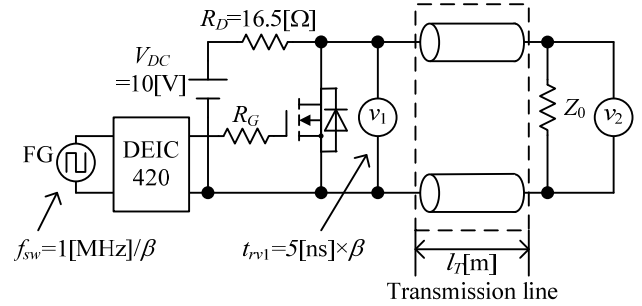 R_D=16.5[Ω]
V_DC
=10[V]
R_G
v_1
Z_0
v_2
FG
DEIC
420
f_sw=1[MHz]/β
t_rv1=5[ns]×β
l_T[m]
Transmission line